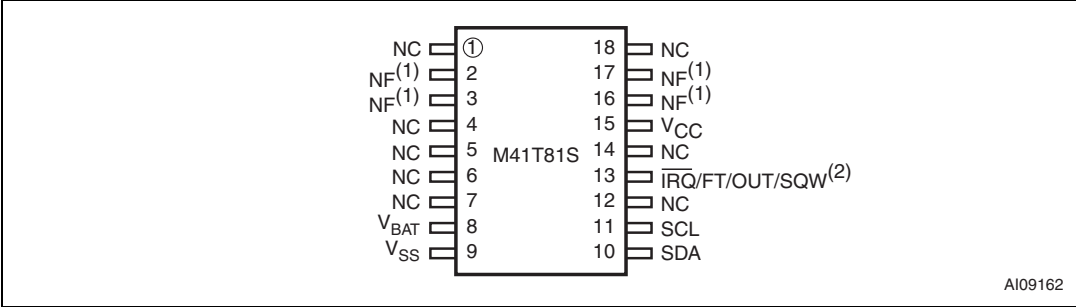 NC 1 18 NC
NF(1) 2 17 NF(1)
NF(1) 3 16 NF(1)
NC 4 15 VCC
NC 5 M41T81S 14 NC
NC 6 13 IRQ/FT/OUT/SQW(2)
NC 7 12 NC
VBAT 8 11 SCL
VSS 9 10 SDA
AI09162